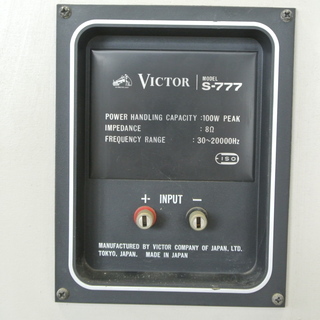 VICTOR MODEL S-777
POWER HANDLING CAPACITY :100W PEAK
IMPEDANCE : 8Ω
FREQUENCY RANGE : 30~20000Hz
ISO
+ INPUT −
MANUFACTURED BY VICTOR COMPANY OF JAPAN, LTD.
TOKYO, JAPAN. MADE IN JAPAN